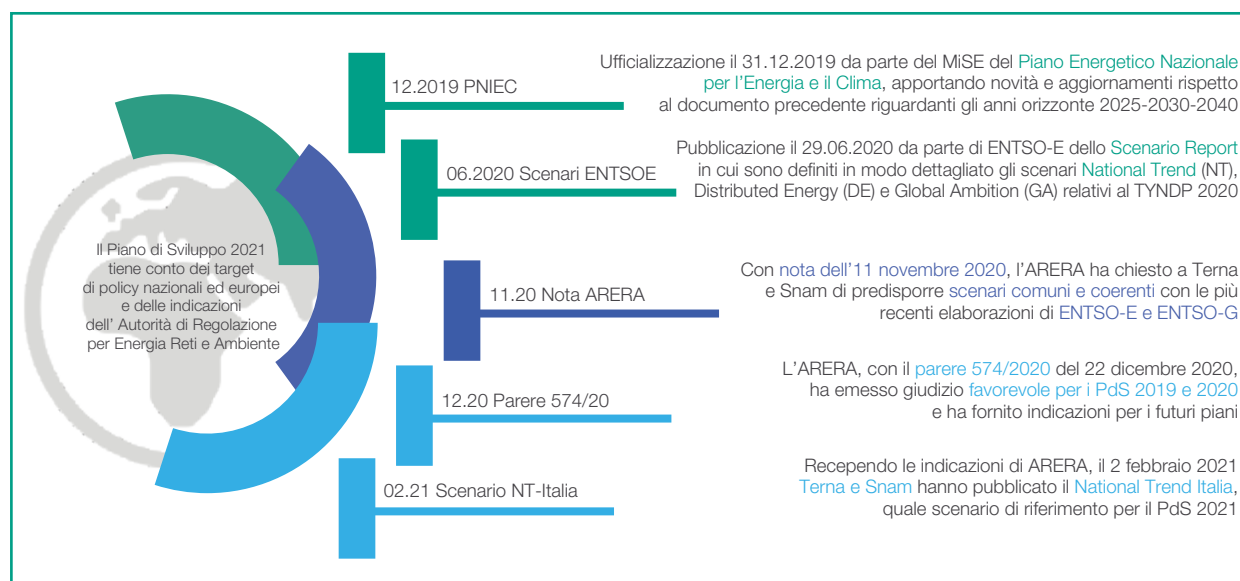 Il Piano di Sviluppo 2021
tiene conto dei target
di policy nazionali ed europei
e delle indicazioni
dell' Autorità di Regolazione
per Energia Reti e Ambiente
12.2019 PNIEC
Ufficializzazione il 31.12.2019 da parte del MiSE del Piano Energetico Nazionale
per l'Energia e il Clima, apportando novità e aggiornamenti rispetto
al documento precedente riguardanti gli anni orizzonte 2025-2030-2040
06.2020 Scenari ENTSOE
Pubblicazione il 29.06.2020 da parte di ENTSO-E dello Scenario Report
in cui sono definiti in modo dettagliato gli scenari National Trend (NT),
Distributed Energy (DE) e Global Ambition (GA) relativi al TYNDP 2020
11.20 Nota ARERA
Con nota dell'11 novembre 2020, l'ARERA ha chiesto a Terna
e Snam di predisporre scenari comuni e coerenti con le più
recenti elaborazioni di ENTSO-E e ENTSO-G
12.20 Parere 574/20
L'ARERA, con il parere 574/2020 del 22 dicembre 2020,
ha emesso giudizio favorevole per i PdS 2019 e 2020
e ha fornito indicazioni per i futuri piani
02.21 Scenario NT-Italia
Recependo le indicazioni di ARERA, il 2 febbraio 2021
Terna e Snam hanno pubblicato il National Trend Italia,
quale scenario di riferimento per il PdS 2021